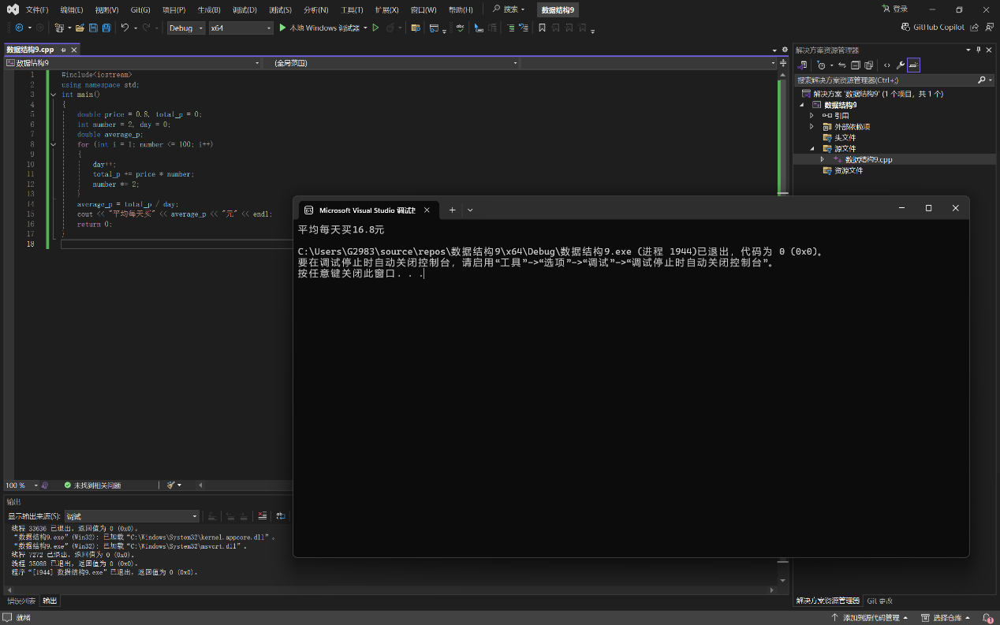 文件(F) 编辑(E) 视图(V) Git(G) 项目(P) 生成(B) 调试(D) 测试(S) 分析(N) 工具(T) 扩展(X) 窗口(W) 帮助(H) 搜索 数据结构9 登录
Debug x64 本地 Windows 调试器 GitHub Copilot
数据结构9.cpp
数据结构9 (全局范围)
1 #include<iostream>
2 using namespace std;
3 int main()
4 {
5 double price = 0.8, total_p = 0;
6 int number = 2, day = 0;
7 double average_p;
8 for (int i = 1; number <= 100; i++)
9 {
10 day++;
11 total_p += price * number;
12 number *= 2;
13 }
14 average_p = total_p / day;
15 cout << "平均每天买" << average_p << "元" << endl;
16 return 0;
17 }
18
Microsoft Visual Studio 调试
平均每天买16.8元
C:\Users\G2983\source\repos\数据结构9\x64\Debug\数据结构9.exe (进程 1944)已退出，代码为 0 (0x0)。
要在调试停止时自动关闭控制台，请启用“工具”->“选项”->“调试”->“调试停止时自动关闭控制台”。
按任意键关闭此窗口. . .
解决方案资源管理器
搜索解决方案资源管理器(Ctrl+;)
解决方案 '数据结构9' (1 个项目，共 1 个)
数据结构9
引用
外部依赖项
头文件
源文件
数据结构9.cpp
资源文件
100 % 未找到相关问题
输出
显示输出来源(S): 调试
线程 33636 已退出，返回值为 0 (0x0)。
“数据结构9.exe”(Win32): 已加载“C:\Windows\System32\kernel.appcore.dll”。
“数据结构9.exe”(Win32): 已加载“C:\Windows\System32\msvcrt.dll”。
线程 7272 已退出，返回值为 0 (0x0)。
线程 35088 已退出，返回值为 0 (0x0)。
程序“[1944] 数据结构9.exe”已退出，返回值为 0 (0x0)。
错误列表 输出
解决方案资源管理器 Git 更改
就绪 添加到源代码管理 选择仓库 1